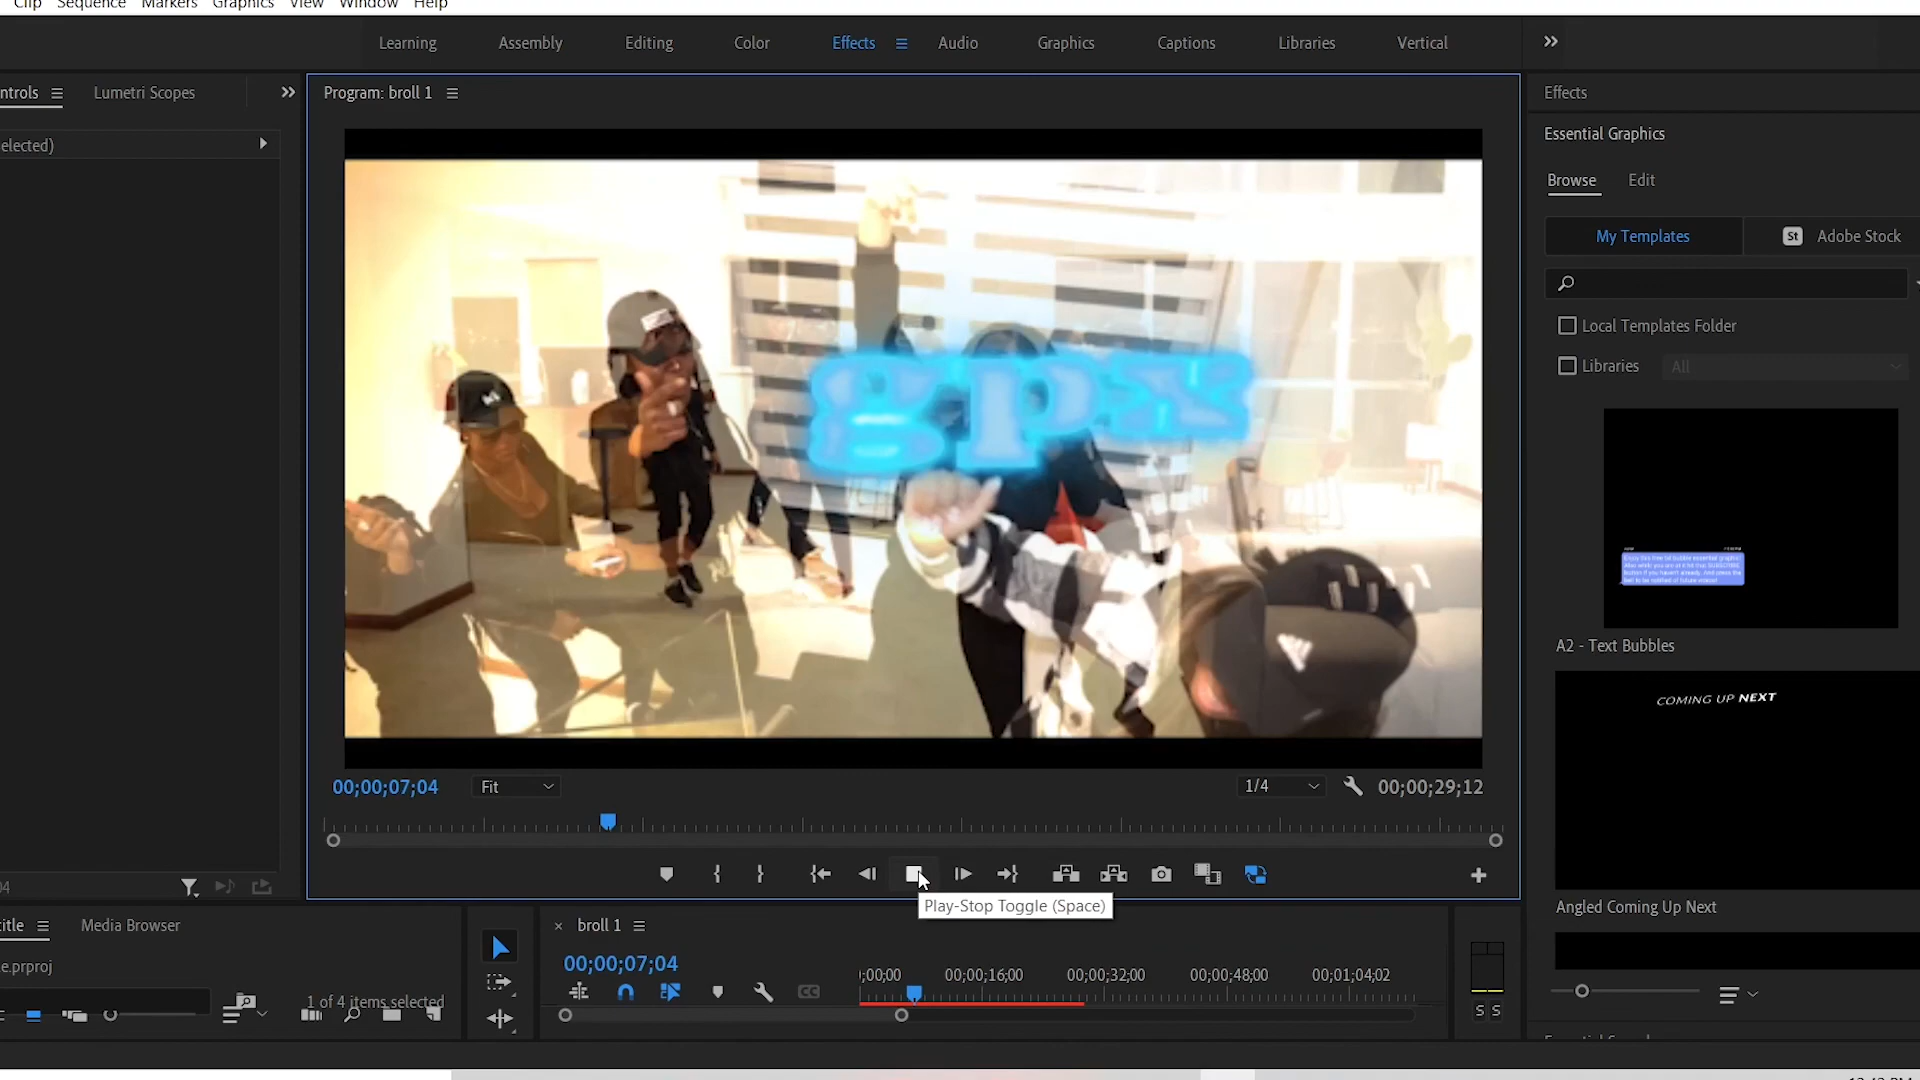 Clip Sequence Markers Graphics View Window Help
Learning Assembly Editing Color Effects Audio Graphics Captions Libraries Vertical
ntrols Lumetri Scopes
Program: broll 1
Effects
elected)
Essential Graphics
Browse Edit
My Templates
St Adobe Stock
Local Templates Folder
Libraries All
gpx
COMING UP NEXT
A2 - Text Bubbles
Angled Coming Up Next
00;00;07;04 Fit 1/4 00;00;29;12
04
Play-Stop Toggle (Space)
itle Media Browser
e.prproj
1 of 4 items selected
× broll 1
00;00;07;04
;00;00 00;00;16;00 00;00;32;00 00;00;48;00 00;01;04;02
CC
S S